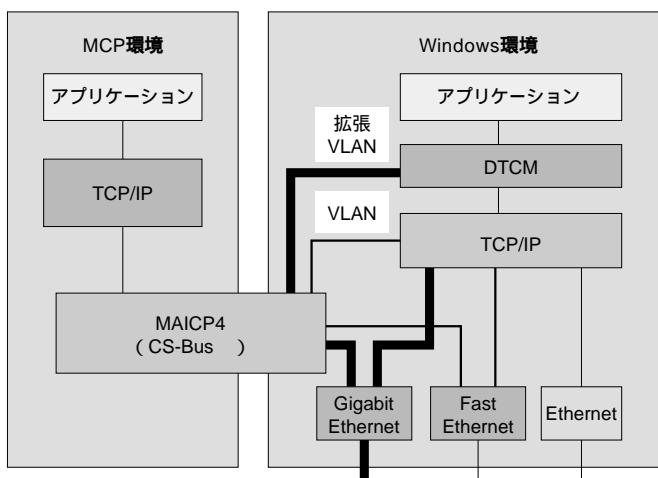 MCP環境
アプリケーション
TCP/IP
MAICP4
( CS-Bus )
Windows環境
アプリケーション
拡張
VLAN
DTCM
VLAN
TCP/IP
Gigabit
Ethernet
Fast
Ethernet
Ethernet